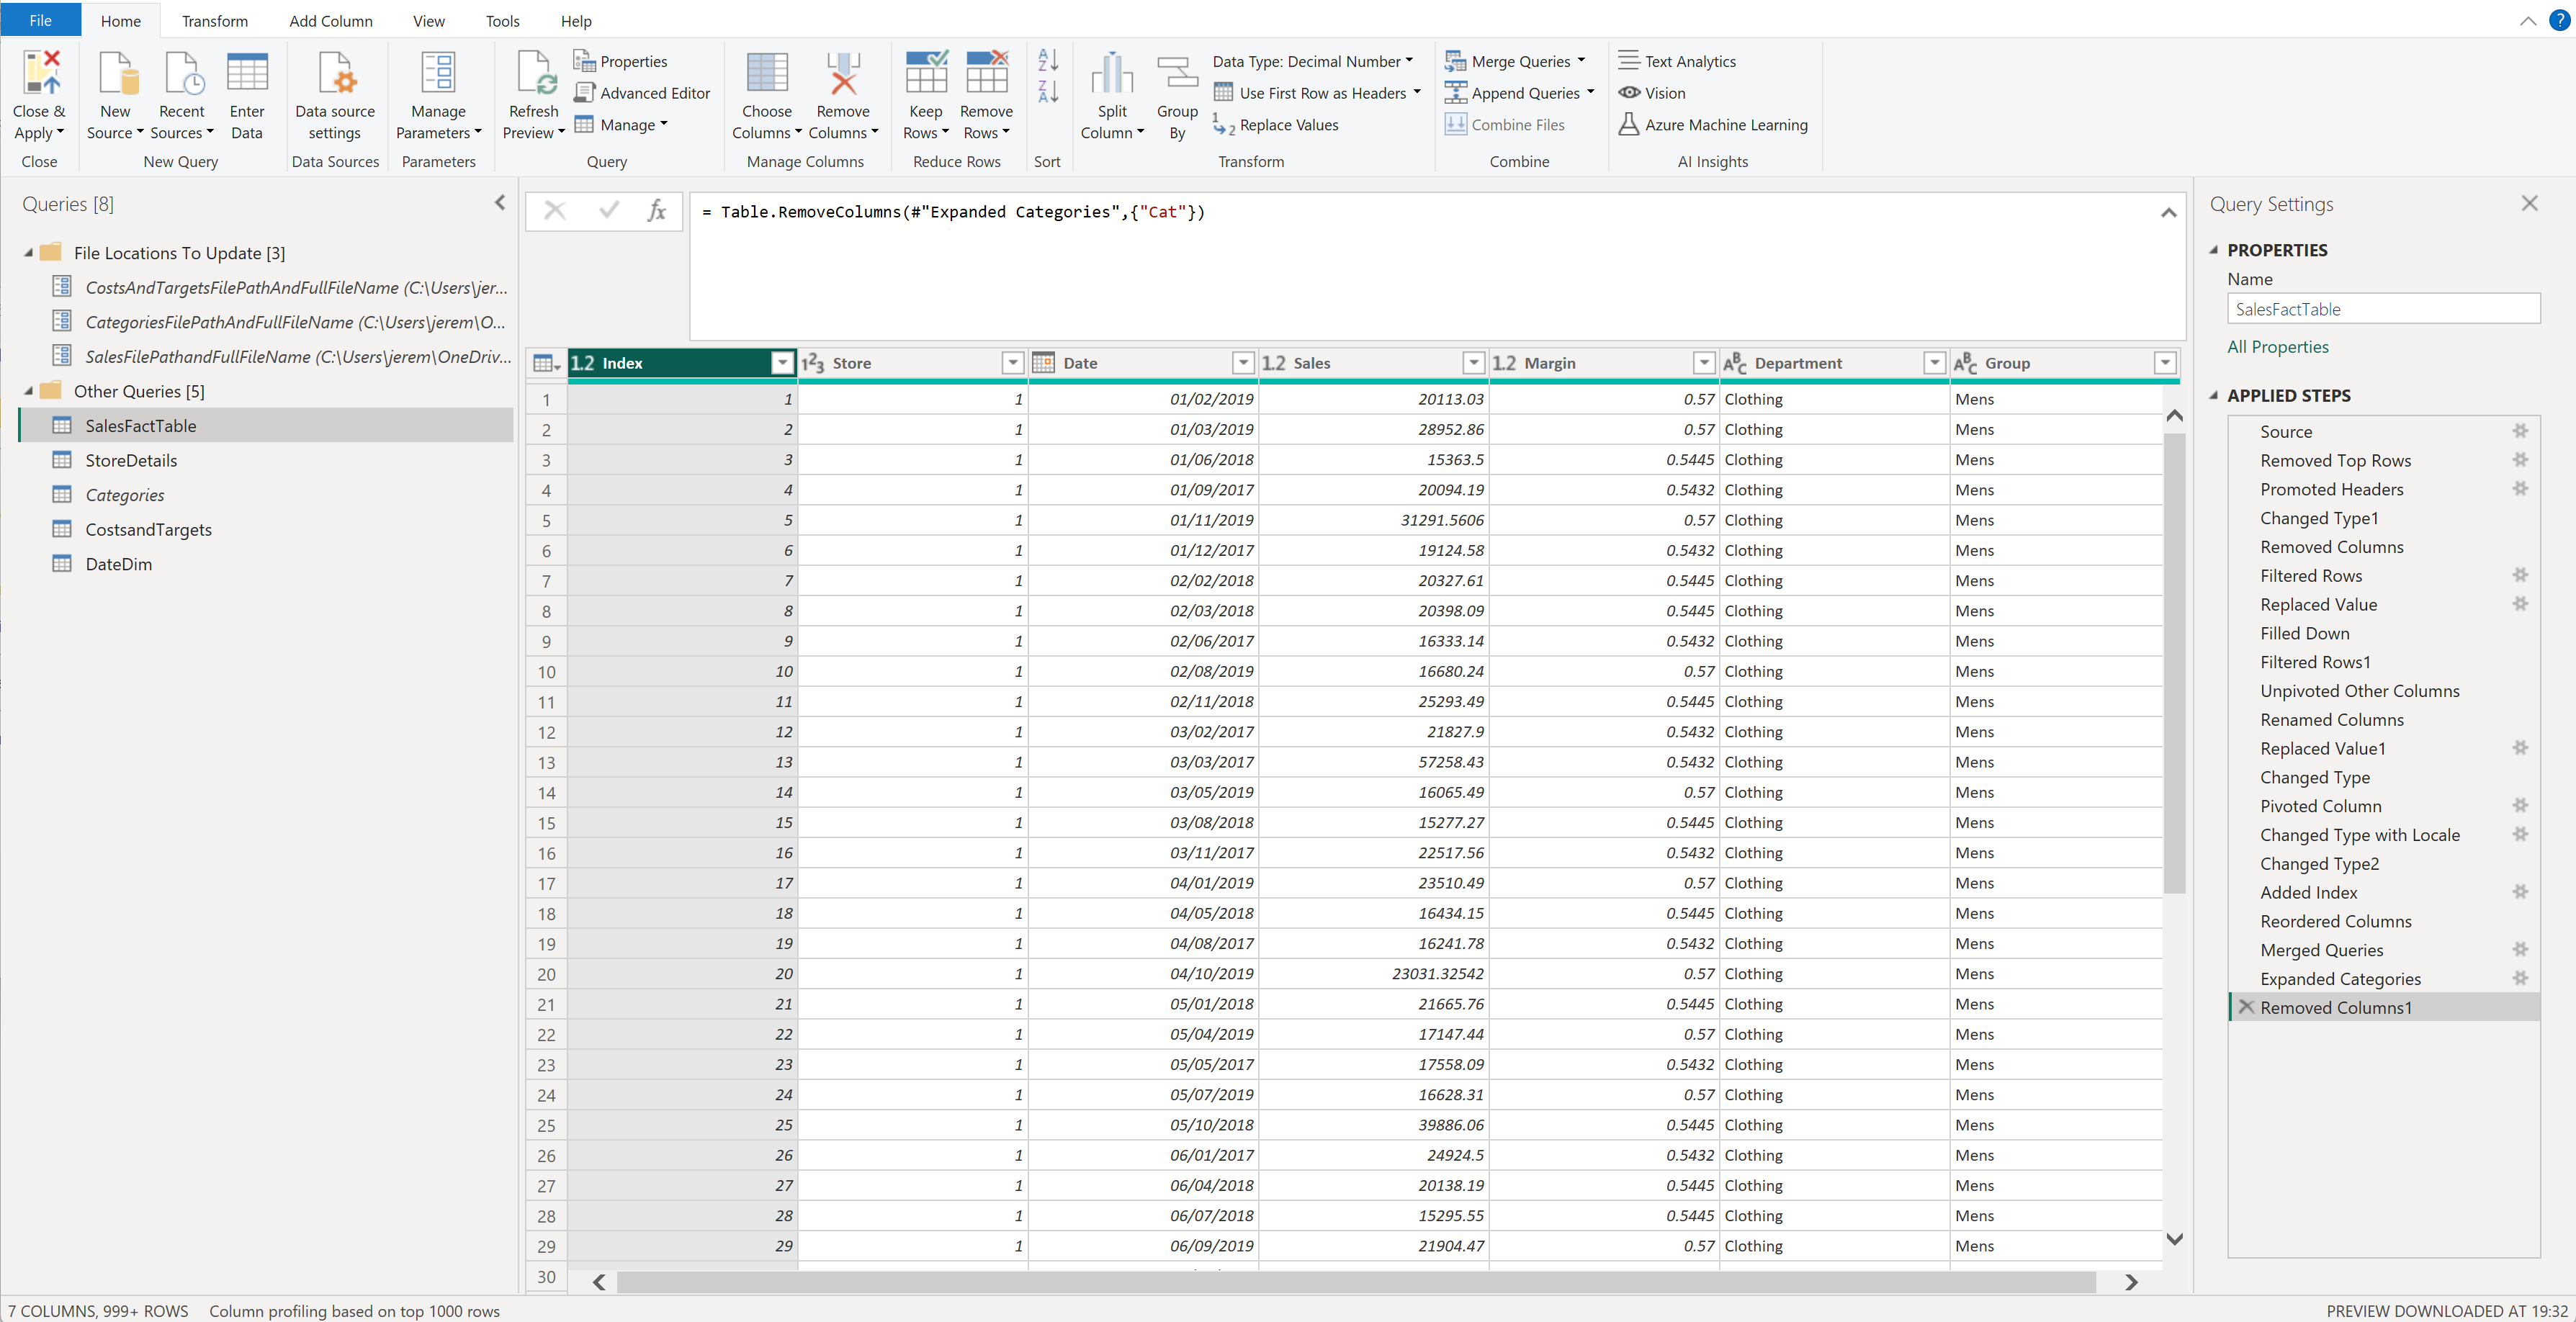 File Home Transform Add Column View Tools Help
Close & Apply New Source Recent Sources Enter Data Data source settings Manage Parameters Refresh Preview Properties Advanced Editor Manage Choose Columns Remove Columns Keep Rows Remove Rows Split Column Group By Data Type: Decimal Number Use First Row as Headers Replace Values Merge Queries Append Queries Combine Files Text Analytics Vision Azure Machine Learning
Close New Query Data Sources Parameters Query Manage Columns Reduce Rows Sort Transform Combine AI Insights
Queries [8]
File Locations To Update [3]
CostsAndTargetsFilePathAndFullFileName (C:\Users\jer...
CategoriesFilePathAndFullFileName (C:\Users\jerem\O...
SalesFilePathandFullFileName (C:\Users\jerem\OneDriv...
Other Queries [5]
SalesFactTable
StoreDetails
Categories
CostsandTargets
DateDim
= Table.RemoveColumns(#"Expanded Categories",{"Cat"})
1.2 Index 123 Store Date 1.2 Sales 1.2 Margin ABC Department ABC Group
1 1 1 01/02/2019 20113.03 0.57 Clothing Mens
2 2 1 01/03/2019 28952.86 0.57 Clothing Mens
3 3 1 01/06/2018 15363.5 0.5445 Clothing Mens
4 4 1 01/09/2017 20094.19 0.5432 Clothing Mens
5 5 1 01/11/2019 31291.5606 0.57 Clothing Mens
6 6 1 01/12/2017 19124.58 0.5432 Clothing Mens
7 7 1 02/02/2018 20327.61 0.5445 Clothing Mens
8 8 1 02/03/2018 20398.09 0.5445 Clothing Mens
9 9 1 02/06/2017 16333.14 0.5432 Clothing Mens
10 10 1 02/08/2019 16680.24 0.57 Clothing Mens
11 11 1 02/11/2018 25293.49 0.5445 Clothing Mens
12 12 1 03/02/2017 21827.9 0.5432 Clothing Mens
13 13 1 03/03/2017 57258.43 0.5432 Clothing Mens
14 14 1 03/05/2019 16065.49 0.57 Clothing Mens
15 15 1 03/08/2018 15277.27 0.5445 Clothing Mens
16 16 1 03/11/2017 22517.56 0.5432 Clothing Mens
17 17 1 04/01/2019 23510.49 0.57 Clothing Mens
18 18 1 04/05/2018 16434.15 0.5445 Clothing Mens
19 19 1 04/08/2017 16241.78 0.5432 Clothing Mens
20 20 1 04/10/2019 23031.32542 0.57 Clothing Mens
21 21 1 05/01/2018 21665.76 0.5445 Clothing Mens
22 22 1 05/04/2019 17147.44 0.57 Clothing Mens
23 23 1 05/05/2017 17558.09 0.5432 Clothing Mens
24 24 1 05/07/2019 16628.31 0.57 Clothing Mens
25 25 1 05/10/2018 39886.06 0.5445 Clothing Mens
26 26 1 06/01/2017 24924.5 0.5432 Clothing Mens
27 27 1 06/04/2018 20138.19 0.5445 Clothing Mens
28 28 1 06/07/2018 15295.55 0.5445 Clothing Mens
29 29 1 06/09/2019 21904.47 0.57 Clothing Mens
30
Query Settings
PROPERTIES
Name
SalesFactTable
All Properties
APPLIED STEPS
Source
Removed Top Rows
Promoted Headers
Changed Type1
Removed Columns
Filtered Rows
Replaced Value
Filled Down
Filtered Rows1
Unpivoted Other Columns
Renamed Columns
Replaced Value1
Changed Type
Pivoted Column
Changed Type with Locale
Changed Type2
Added Index
Reordered Columns
Merged Queries
Expanded Categories
Removed Columns1
7 COLUMNS, 999+ ROWS Column profiling based on top 1000 rows
PREVIEW DOWNLOADED AT 19:32